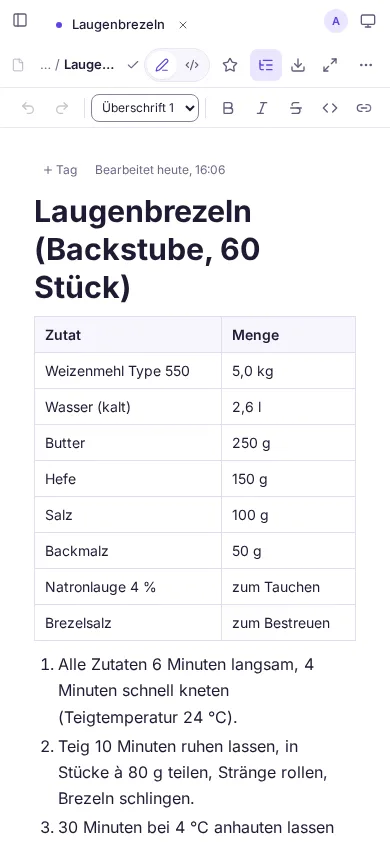 Laugenbrezeln
A
... / Lauge...
Überschrift 1
+ Tag Bearbeitet heute, 16:06
Laugenbrezeln
(Backstube, 60
Stück)
Zutat Menge
Weizenmehl Type 550 5,0 kg
Wasser (kalt) 2,6 l
Butter 250 g
Hefe 150 g
Salz 100 g
Backmalz 50 g
Natronlauge 4 % zum Tauchen
Brezelsalz zum Bestreuen
1. Alle Zutaten 6 Minuten langsam, 4
Minuten schnell kneten
(Teigtemperatur 24 °C).
2. Teig 10 Minuten ruhen lassen, in
Stücke à 80 g teilen, Stränge rollen,
Brezeln schlingen.
3. 30 Minuten bei 4 °C anhauten lassen